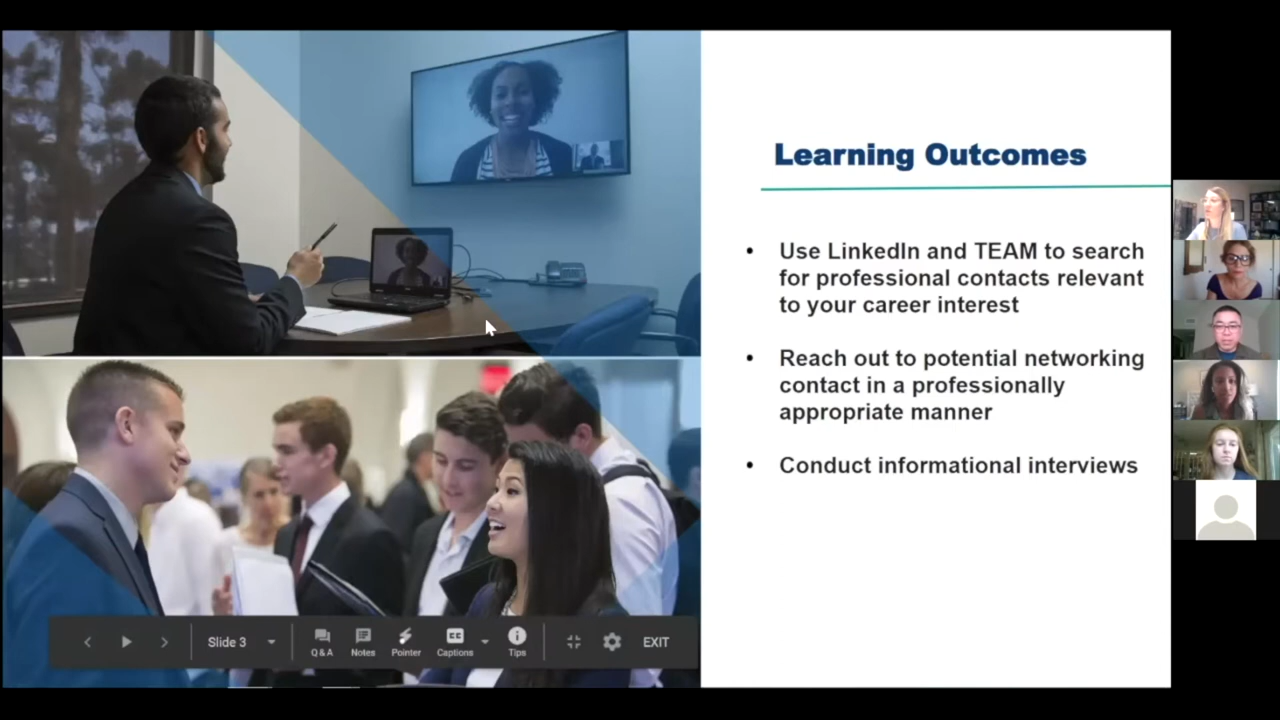 Learning Outcomes
• Use LinkedIn and TEAM to search
for professional contacts relevant
to your career interest
• Reach out to potential networking
contact in a professionally
appropriate manner
• Conduct informational interviews
Slide 3
Q&A
Notes
Pointer
CC
Captions
Tips
EXIT